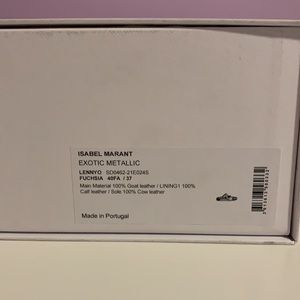 ISABEL MARANT
EXOTIC METALLIC
LENNYO SD0462-21E024S
FUCHSIA 40FA / 37
Main Material 100% Goat leather / LINING1 100%
Calf leather / Sole 100% Cow leather
Made in Portugal